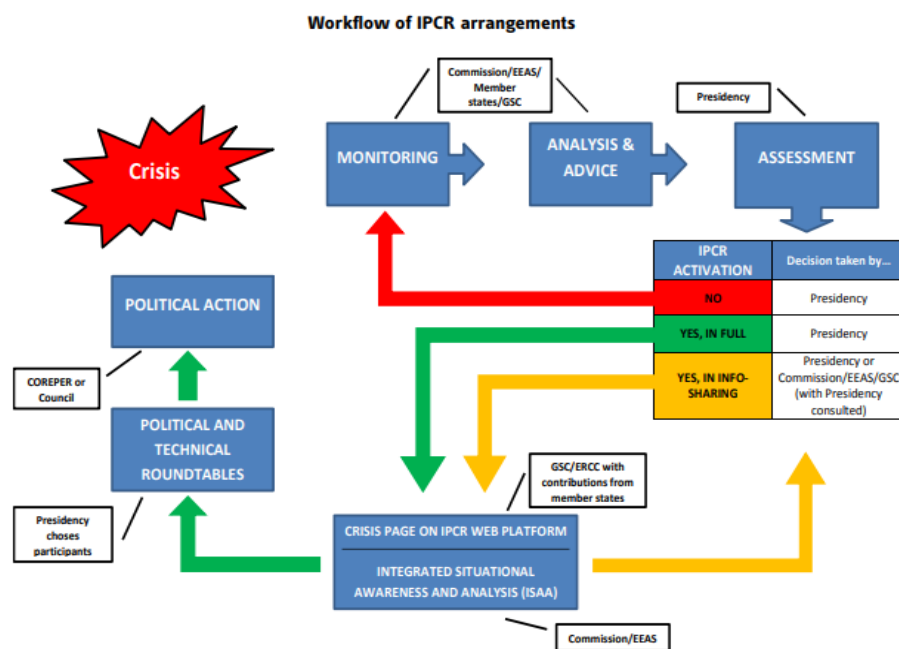 Workflow of IPCR arrangements
Commission/EEAS/
Member
states/GSC
Presidency
Crisis
MONITORING
ANALYSIS &
ADVICE
ASSESSMENT
IPCR
ACTIVATION
Decision taken by...
NO
Presidency
YES, IN FULL
Presidency
YES, IN INFO-
SHARING
Presidency or
Commission/EEAS/GSC
(with Presidency
consulted)
POLITICAL ACTION
COREPER or
Council
POLITICAL AND
TECHNICAL
ROUNDTABLES
Presidency
choses
participants
GSC/ERCC with
contributions from
member states
CRISIS PAGE ON IPCR WEB PLATFORM
INTEGRATED SITUATIONAL
AWARENESS AND ANALYSIS (ISAA)
Commission/EEAS